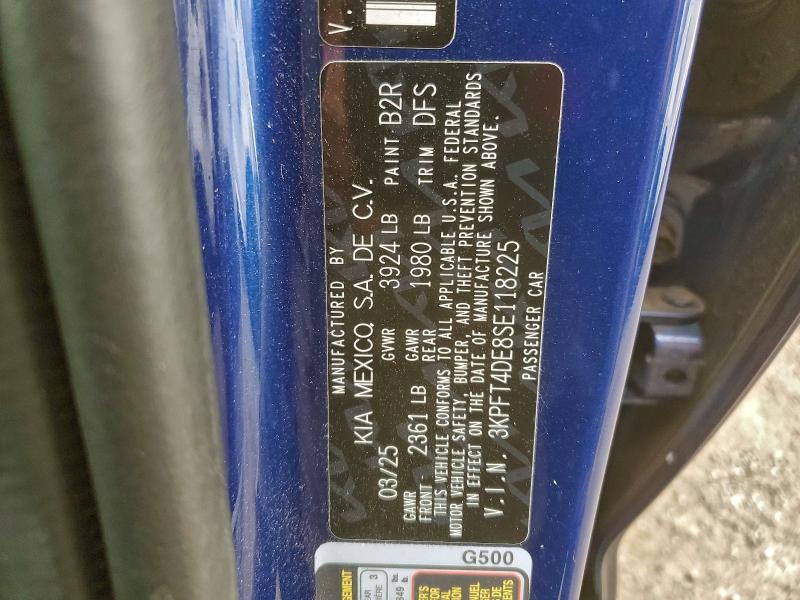 V.
MANUFACTURED BY
KIA MEXICO, S.A. DE C.V.
03/25 GVWR 3924 LB PAINT B2R
GAWR FRONT 2361 LB GAWR REAR 1980 LB TRIM DFS
THIS VEHICLE CONFORMS TO ALL APPLICABLE U.S.A. FEDERAL
MOTOR VEHICLE SAFETY, BUMPER, AND THEFT PREVENTION STANDARDS
IN EFFECT ON THE DATE OF MANUFACTURE SHOWN ABOVE.
V.I.N. 3KPFT4DE8SE118225
PASSENGER CAR
G500
3